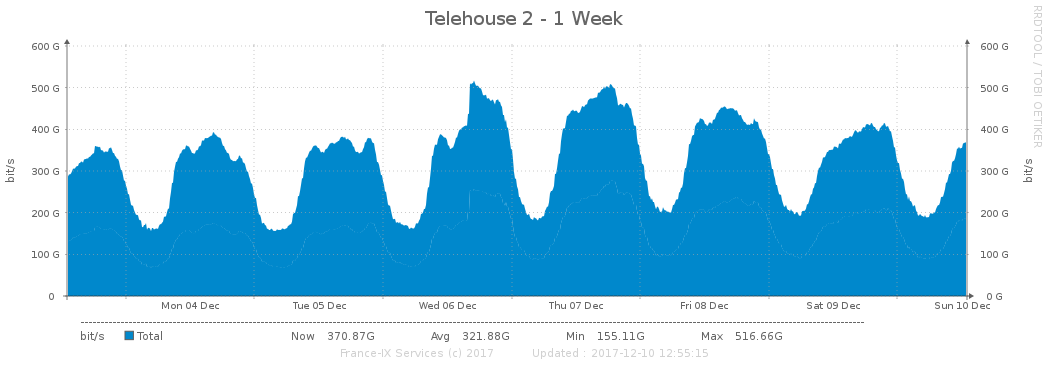 Telehouse 2 - 1 Week
RRDTOOL / TOBI OETIKER
600 G 600 G
500 G 500 G
400 G 400 G
300 G 300 G
200 G 200 G
100 G 100 G
0 0 G
bit/s bit/s
Mon 04 Dec Tue 05 Dec Wed 06 Dec Thu 07 Dec Fri 08 Dec Sat 09 Dec Sun 10 Dec
bit/s Total Now 370.87G Avg 321.88G Min 155.11G Max 516.66G
France-IX Services (c) 2017 Updated : 2017-12-10 12:55:15